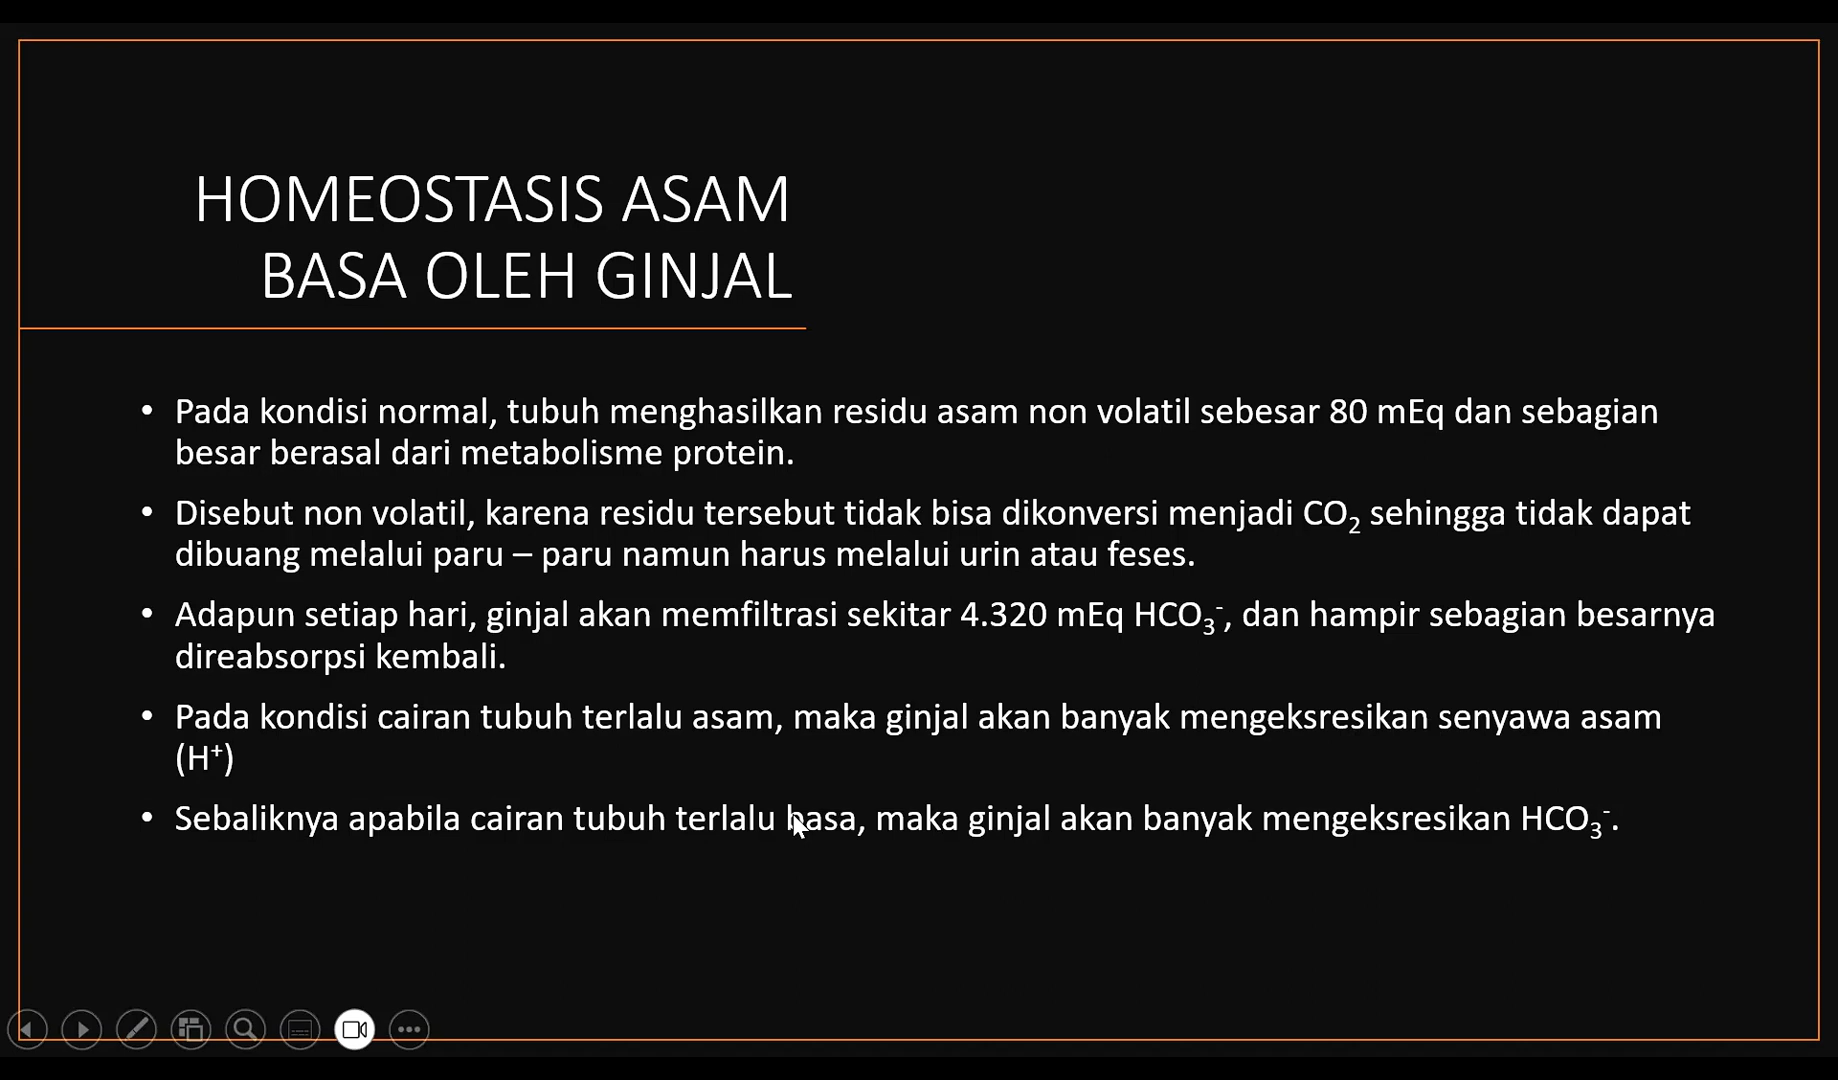 HOMEOSTASIS ASAM
BASA OLEH GINJAL
• Pada kondisi normal, tubuh menghasilkan residu asam non volatil sebesar 80 mEq dan sebagian
besar berasal dari metabolisme protein.
• Disebut non volatil, karena residu tersebut tidak bisa dikonversi menjadi CO₂ sehingga tidak dapat
dibuang melalui paru – paru namun harus melalui urin atau feses.
• Adapun setiap hari, ginjal akan memfiltrasi sekitar 4.320 mEq HCO₃⁻, dan hampir sebagian besarnya
direabsorpsi kembali.
• Pada kondisi cairan tubuh terlalu asam, maka ginjal akan banyak mengeksresikan senyawa asam
(H⁺)
• Sebaliknya apabila cairan tubuh terlalu basa, maka ginjal akan banyak mengeksresikan HCO₃⁻.